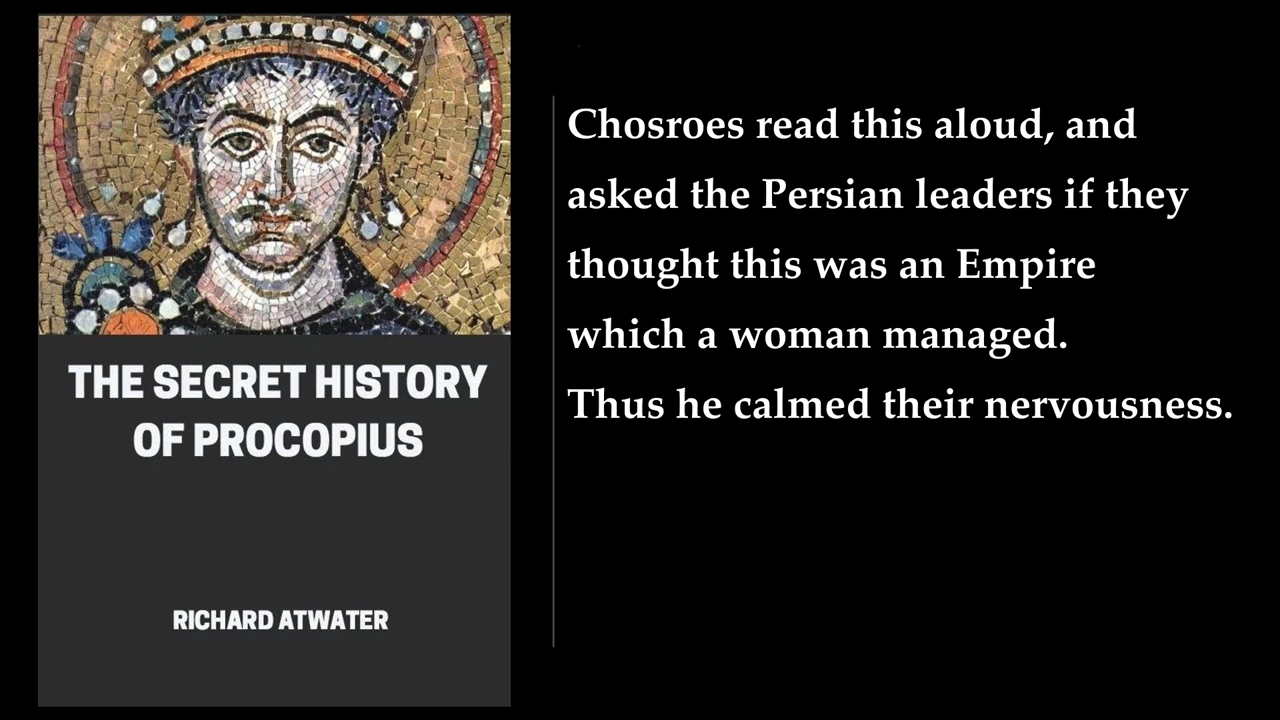 THE SECRET HISTORY
OF PROCOPIUS
RICHARD ATWATER
Chosroes read this aloud, and
asked the Persian leaders if they
thought this was an Empire
which a woman managed.
Thus he calmed their nervousness.